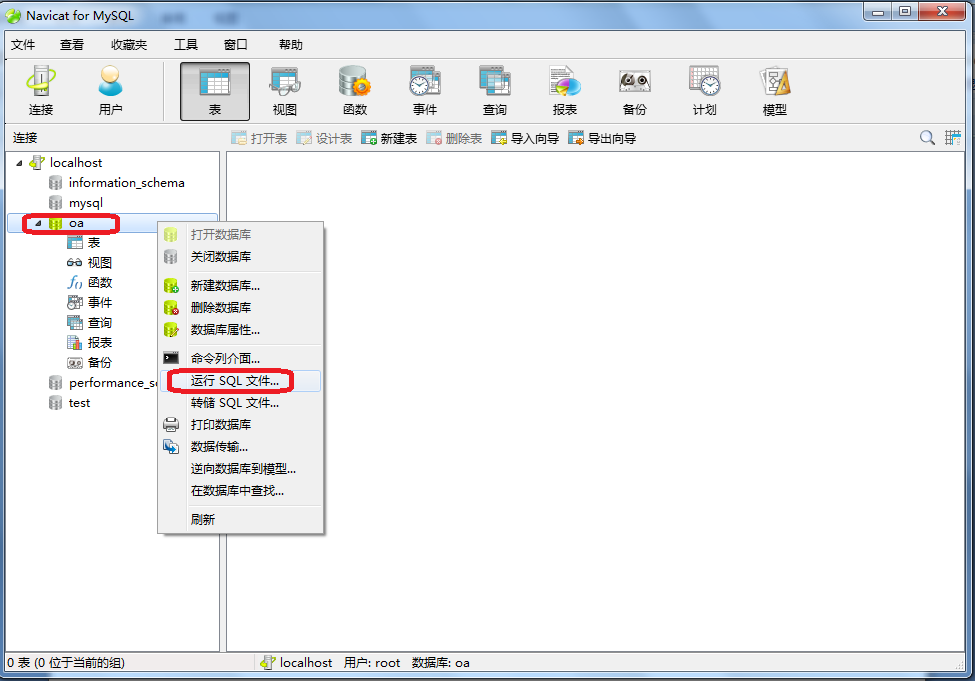 Navicat for MySQL
文件 查看 收藏夹 工具 窗口 帮助
连接 用户 表 视图 函数 事件 查询 报表 备份 计划 模型
连接 打开表 设计表 新建表 删除表 导入向导 导出向导
localhost
information_schema
mysql
oa
表
视图
函数
事件
查询
报表
备份
performance_s
test
打开数据库
关闭数据库
新建数据库...
删除数据库
数据库属性...
命令列介面...
运行 SQL 文件...
转储 SQL 文件...
打印数据库
数据传输...
逆向数据库到模型...
在数据库中查找...
刷新
0 表 (0 位于当前的组) localhost 用户: root 数据库: oa